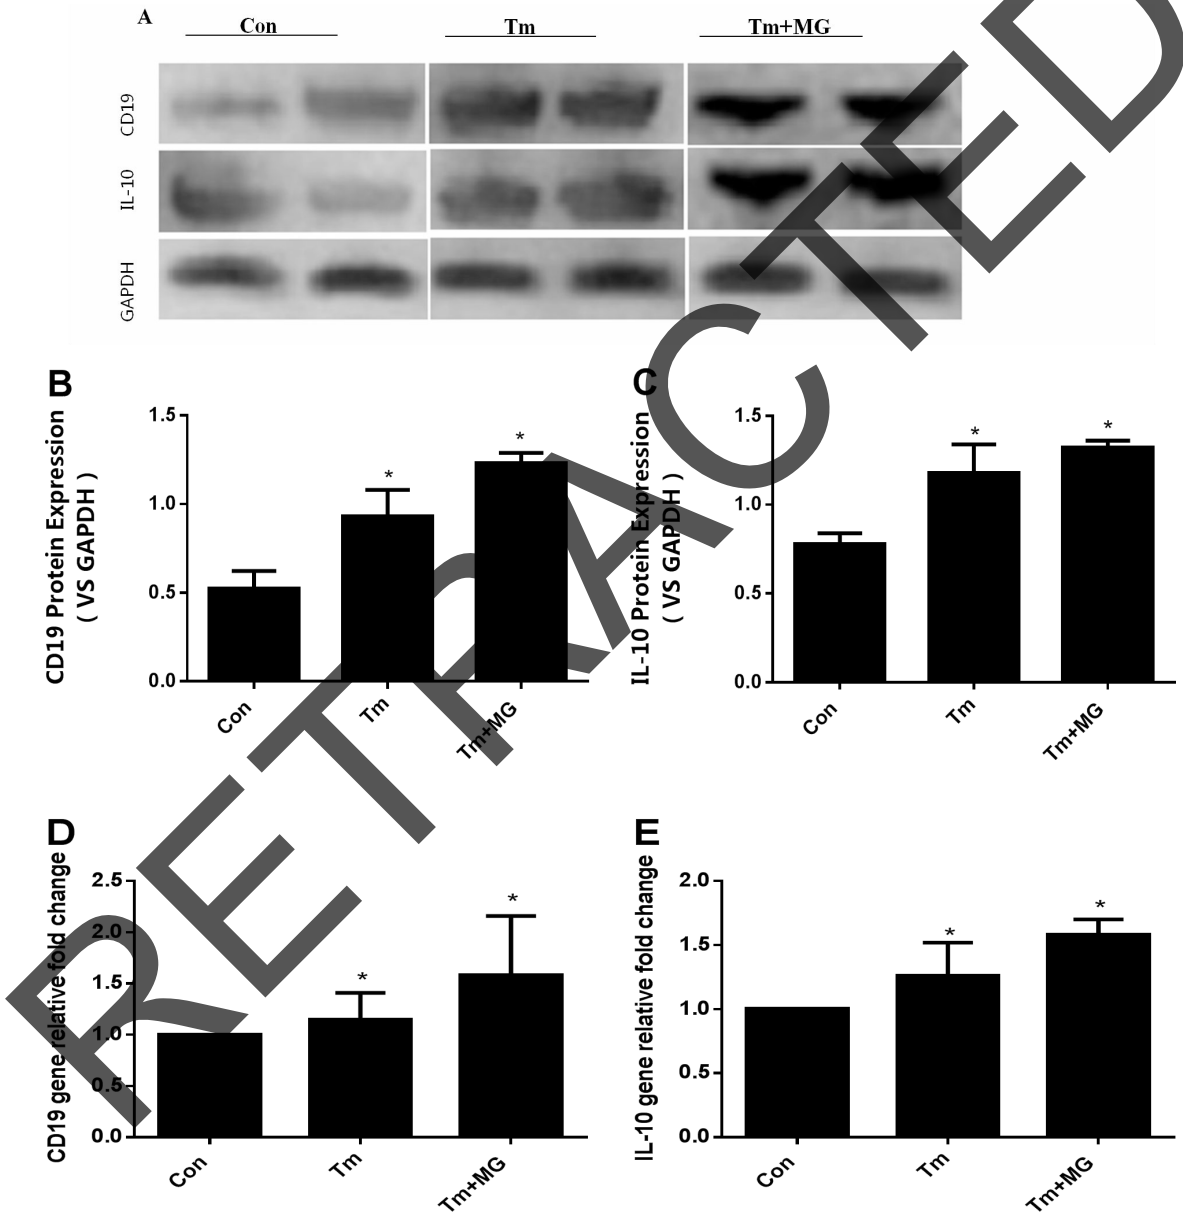 A
Con
Tm
Tm+MG
CD19
IL-10
GAPDH
B
CD19 Protein Expression
( VS GAPDH )
1.5
1.0
0.5
0.0
*
*
Con
Tm
Tm+MG
C
IL-10 Protein Expression
( VS GAPDH )
1.5
1.0
0.5
0.0
*
*
Con
Tm
Tm+MG
D
CD19 gene relative fold change
2.5
2.0
1.5
1.0
0.5
0.0
*
*
Con
Tm
Tm+MG
E
IL-10 gene relative fold change
2.0
1.5
1.0
0.5
0.0
*
*
Con
Tm
Tm+MG
RETRACTED